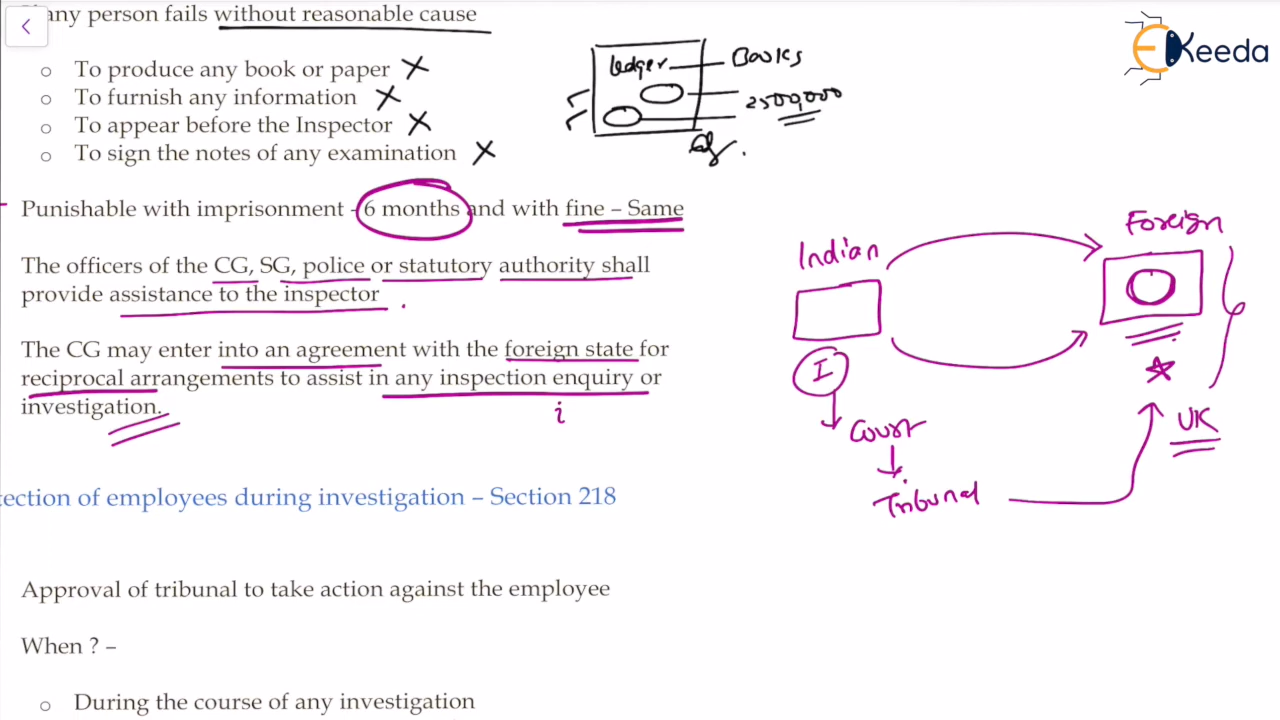 any person fails without reasonable cause
To produce any book or paper
To furnish any information
To appear before the Inspector
To sign the notes of any examination
ledger
Books
Keeda
Punishable with imprisonment - 6 months and with fine – Same
The officers of the CG, SG, police or statutory authority shall
provide assistance to the inspector
The CG may enter into an agreement with the foreign state for
reciprocal arrangements to assist in any inspection enquiry or
investigation.
i
Indian
Foreign
I
Court
Tribunal
UK
ection of employees during investigation – Section 218
Approval of tribunal to take action against the employee
When ? –
During the course of any investigation